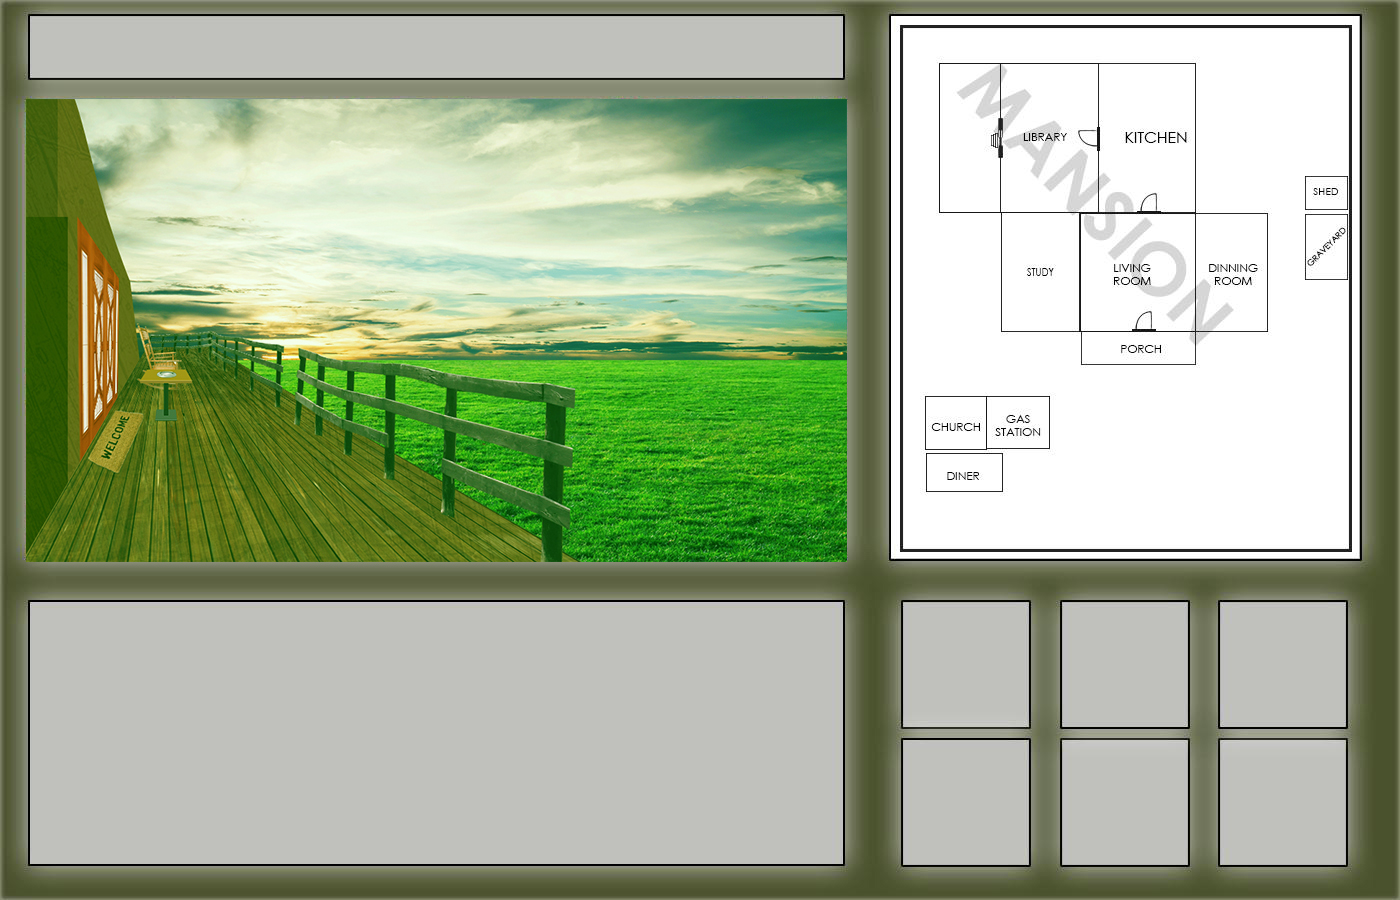 WELCOME
MANSION
LIBRARY
KITCHEN
SHED
GRAVEYARD
STUDY
LIVING
ROOM
DINNING
ROOM
PORCH
CHURCH
GAS
STATION
DINER